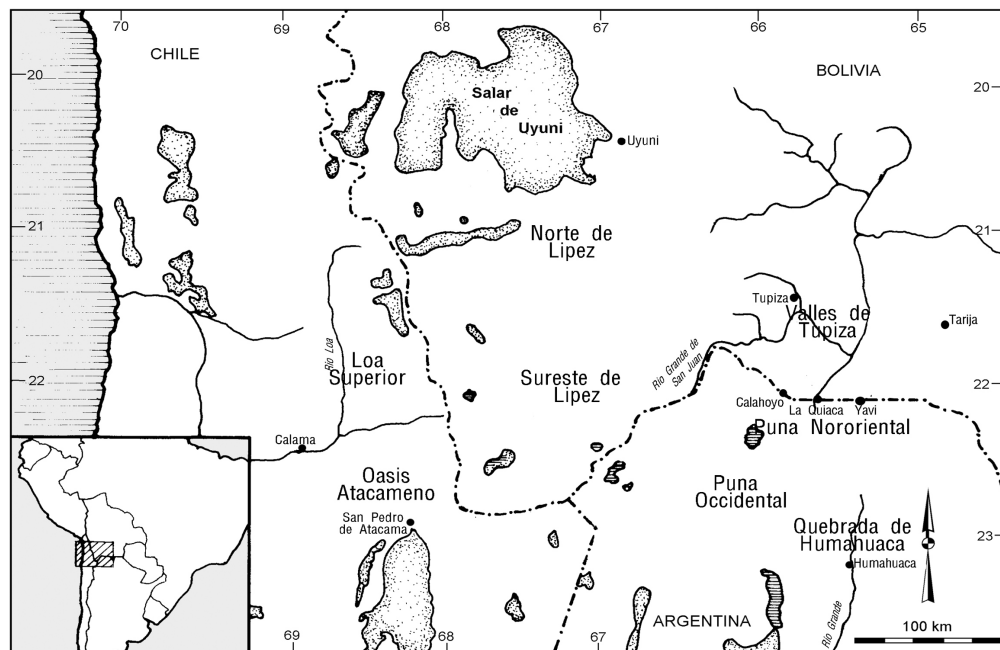 70
69
68
67
66
65
CHILE
BOLIVIA
20
20
Salar
de
Uyuni
Uyuni
21
21
Norte de
Lipez
Tupiza
Valles de
Tupiza
Tarija
Rio Loa
Rio Grande de
San Juan
Loa
Superior
Sureste de
Lipez
22
22
Calahoyo
La Quiaca
Yavi
Puna Nororiental
Calama
Oasis
Atacameno
Puna
Occidental
San Pedro
de Atacama
Quebrada de
Humahuaca
23
Humahuaca
Rio Grande
ARGENTINA
100 km
69
68
67